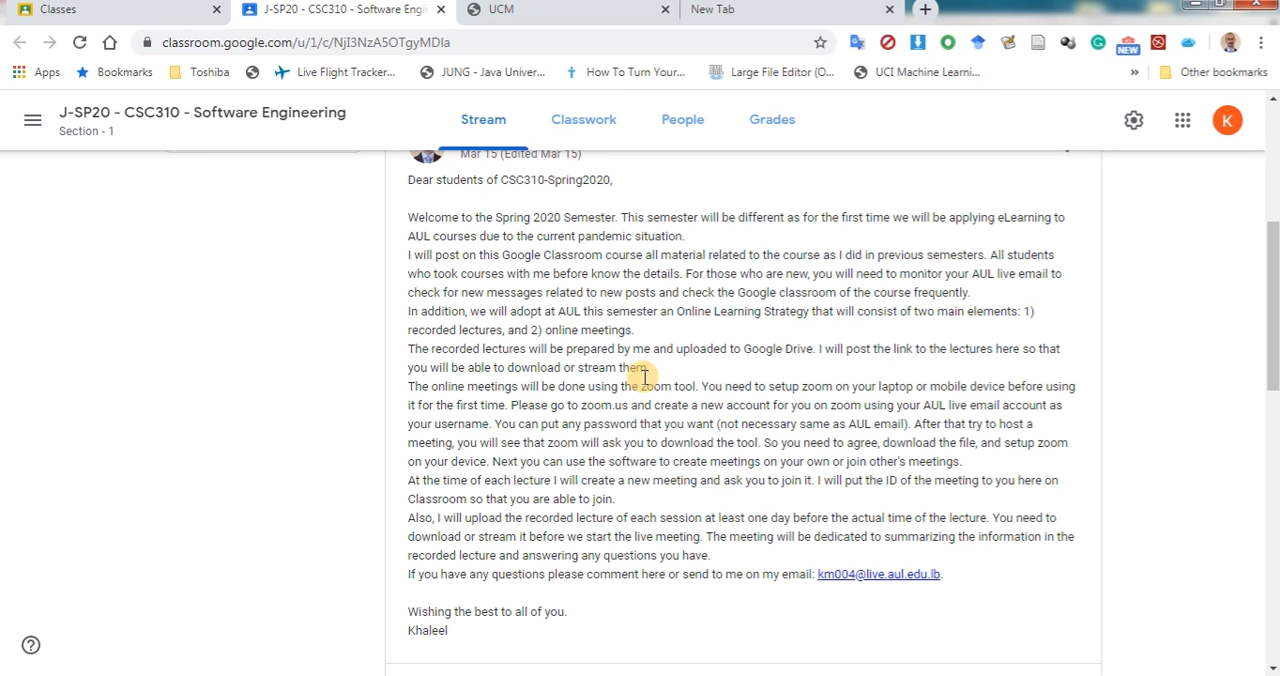 Classes
J-SP20 - CSC310 - Software Engi
UCM
New Tab
classroom.google.com/u/1/c/NjI3NzA5OTgyMDla
NEW
Apps
Bookmarks
Toshiba
Live Flight Tracker...
JUNG - Java Univer...
How To Turn Your...
Large File Editor (O...
UCI Machine Learni...
»
Other bookmarks
J-SP20 - CSC310 - Software Engineering
Section - 1
Stream
Classwork
People
Grades
K
Mar 15 (Edited Mar 15)
Dear students of CSC310-Spring2020,
Welcome to the Spring 2020 Semester. This semester will be different as for the first time we will be applying eLearning to
AUL courses due to the current pandemic situation.
I will post on this Google Classroom course all material related to the course as I did in previous semesters. All students
who took courses with me before know the details. For those who are new, you will need to monitor your AUL live email to
check for new messages related to new posts and check the Google classroom of the course frequently.
In addition, we will adopt at AUL this semester an Online Learning Strategy that will consist of two main elements: 1)
recorded lectures, and 2) online meetings.
The recorded lectures will be prepared by me and uploaded to Google Drive. I will post the link to the lectures here so that
you will be able to download or stream them.
The online meetings will be done using the zoom tool. You need to setup zoom on your laptop or mobile device before using
it for the first time. Please go to zoom.us and create a new account for you on zoom using your AUL live email account as
your username. You can put any password that you want (not necessary same as AUL email). After that try to host a
meeting, you will see that zoom will ask you to download the tool. So you need to agree, download the file, and setup zoom
on your device. Next you can use the software to create meetings on your own or join other's meetings.
At the time of each lecture I will create a new meeting and ask you to join it. I will put the ID of the meeting to you here on
Classroom so that you are able to join.
Also, I will upload the recorded lecture of each session at least one day before the actual time of the lecture. You need to
download or stream it before we start the live meeting. The meeting will be dedicated to summarizing the information in the
recorded lecture and answering any questions you have.
If you have any questions please comment here or send to me on my email: km004@live.aul.edu.lb.
Wishing the best to all of you.
Khaleel